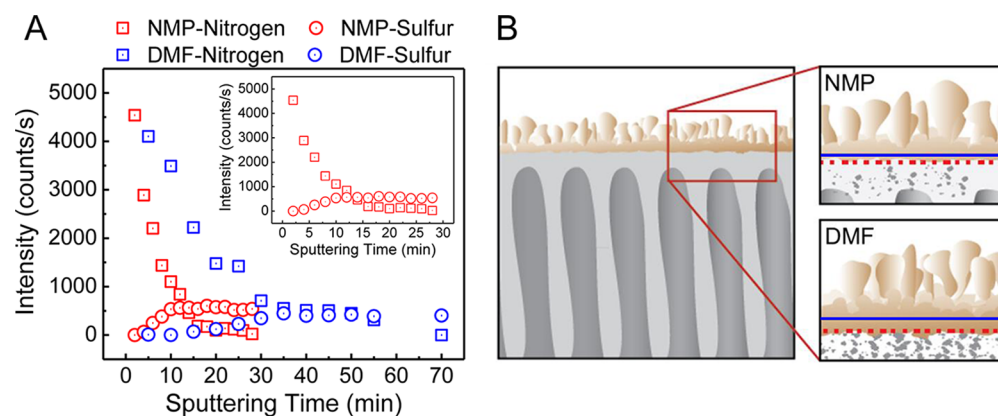 A
NMP-Nitrogen
NMP-Sulfur
DMF-Nitrogen
DMF-Sulfur
Intensity (counts/s)
5000
4000
3000
2000
1000
0
0 10 20 30 40 50 60 70
Sputtering Time (min)
Intensity (counts/s)
5000
4000
3000
2000
1000
0
0 5 10 15 20 25 30
Sputtering Time (min)
B
NMP
DMF